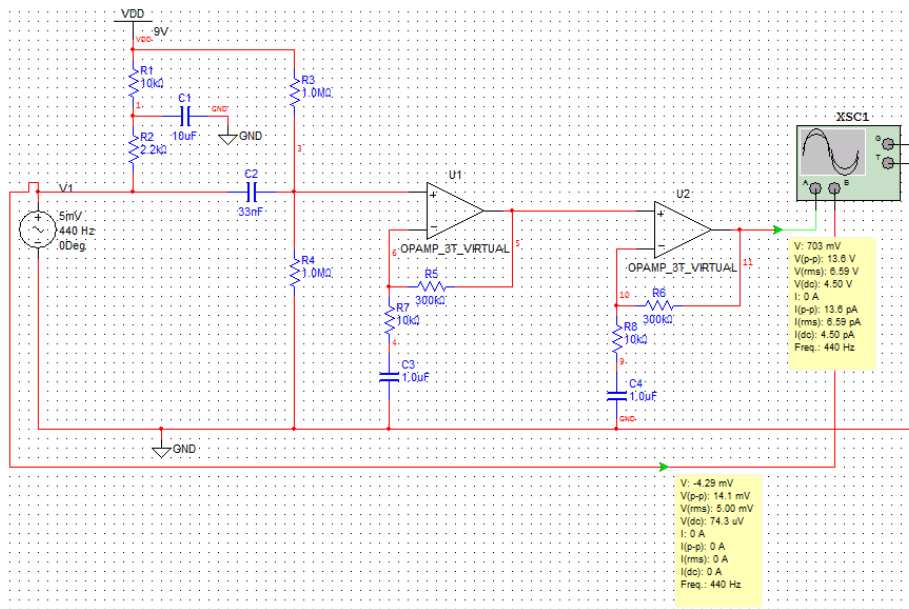 VDD
9V
VDD
R1
10kΩ
1
C1
10uF
GND
GND
R2
2.2kΩ
R3
1.0MΩ
3
XSC1
G
T
A
B
V1
5mV
440 Hz
0Deg
C2
33nF
U1
OPAMP_3T_VIRTUAL
5
6
R5
300kΩ
R4
1.0MΩ
R7
10kΩ
4
C3
1.0uF
U2
OPAMP_3T_VIRTUAL
11
10
R6
300kΩ
R8
10kΩ
9
C4
1.0uF
GND
GND
V: 703 mV
V(p-p): 13.6 V
V(rms): 6.59 V
V(dc): 4.50 V
I: 0 A
I(p-p): 13.6 pA
I(rms): 6.59 pA
I(dc): 4.50 pA
Freq.: 440 Hz
V: -4.29 mV
V(p-p): 14.1 mV
V(rms): 5.00 mV
V(dc): 74.3 uV
I: 0 A
I(p-p): 0 A
I(rms): 0 A
I(dc): 0 A
Freq.: 440 Hz